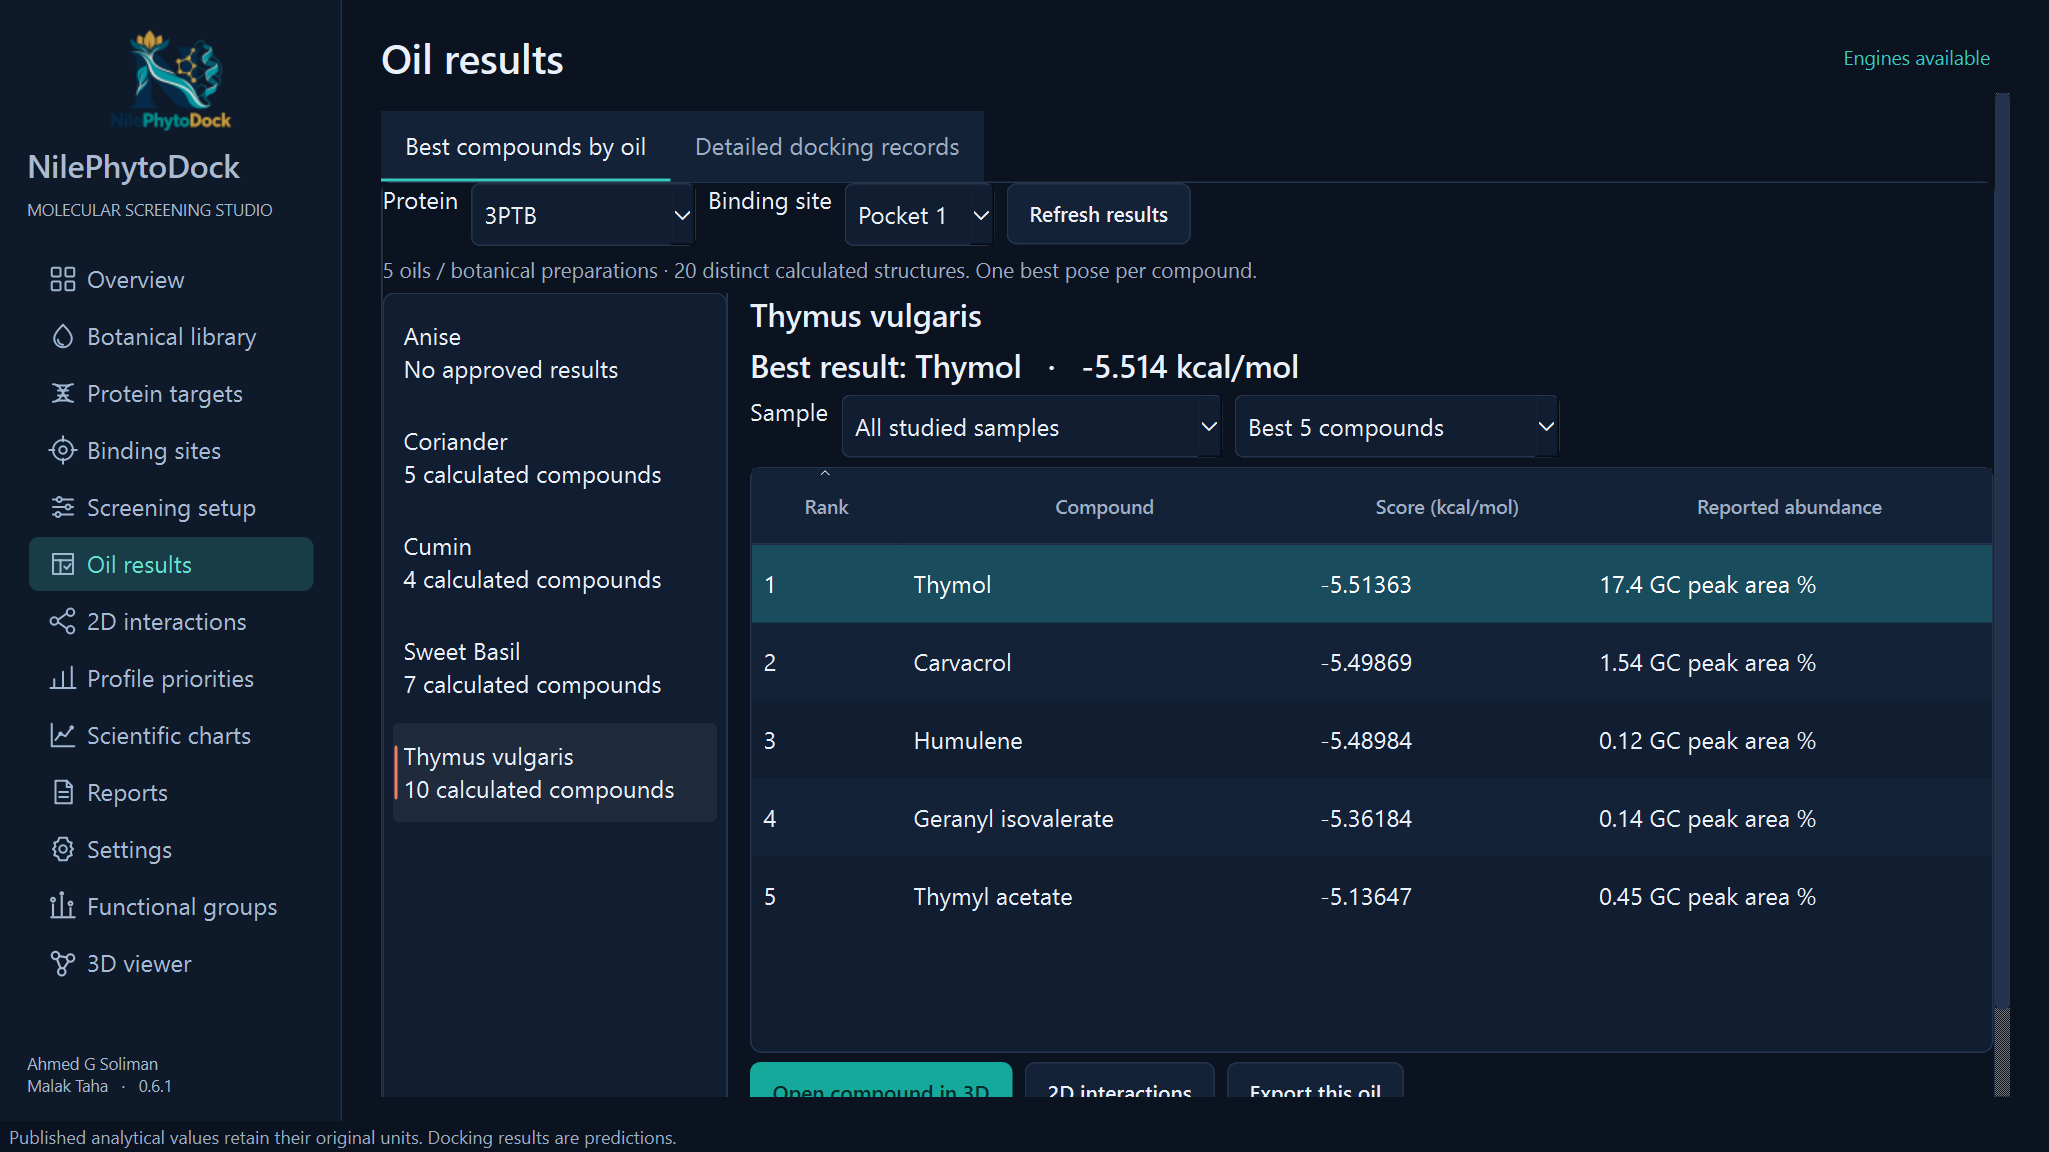 NilePhytoDock
NilePhytoDock
MOLECULAR SCREENING STUDIO
Overview
Botanical library
Protein targets
Binding sites
Screening setup
Oil results
2D interactions
Profile priorities
Scientific charts
Reports
Settings
Functional groups
3D viewer
Ahmed G Soliman
Malak Taha · 0.6.1
Oil results
Engines available
Best compounds by oil Detailed docking records
Protein 3PTB Binding site Pocket 1 Refresh results
5 oils / botanical preparations · 20 distinct calculated structures. One best pose per compound.
Anise
No approved results
Coriander
5 calculated compounds
Cumin
4 calculated compounds
Sweet Basil
7 calculated compounds
Thymus vulgaris
10 calculated compounds
Thymus vulgaris
Best result: Thymol · -5.514 kcal/mol
Sample All studied samples Best 5 compounds
Rank Compound Score (kcal/mol) Reported abundance
1 Thymol -5.51363 17.4 GC peak area %
2 Carvacrol -5.49869 1.54 GC peak area %
3 Humulene -5.48984 0.12 GC peak area %
4 Geranyl isovalerate -5.36184 0.14 GC peak area %
5 Thymyl acetate -5.13647 0.45 GC peak area %
Open compound in 3D 2D interactions Export this oil
Published analytical values retain their original units. Docking results are predictions.